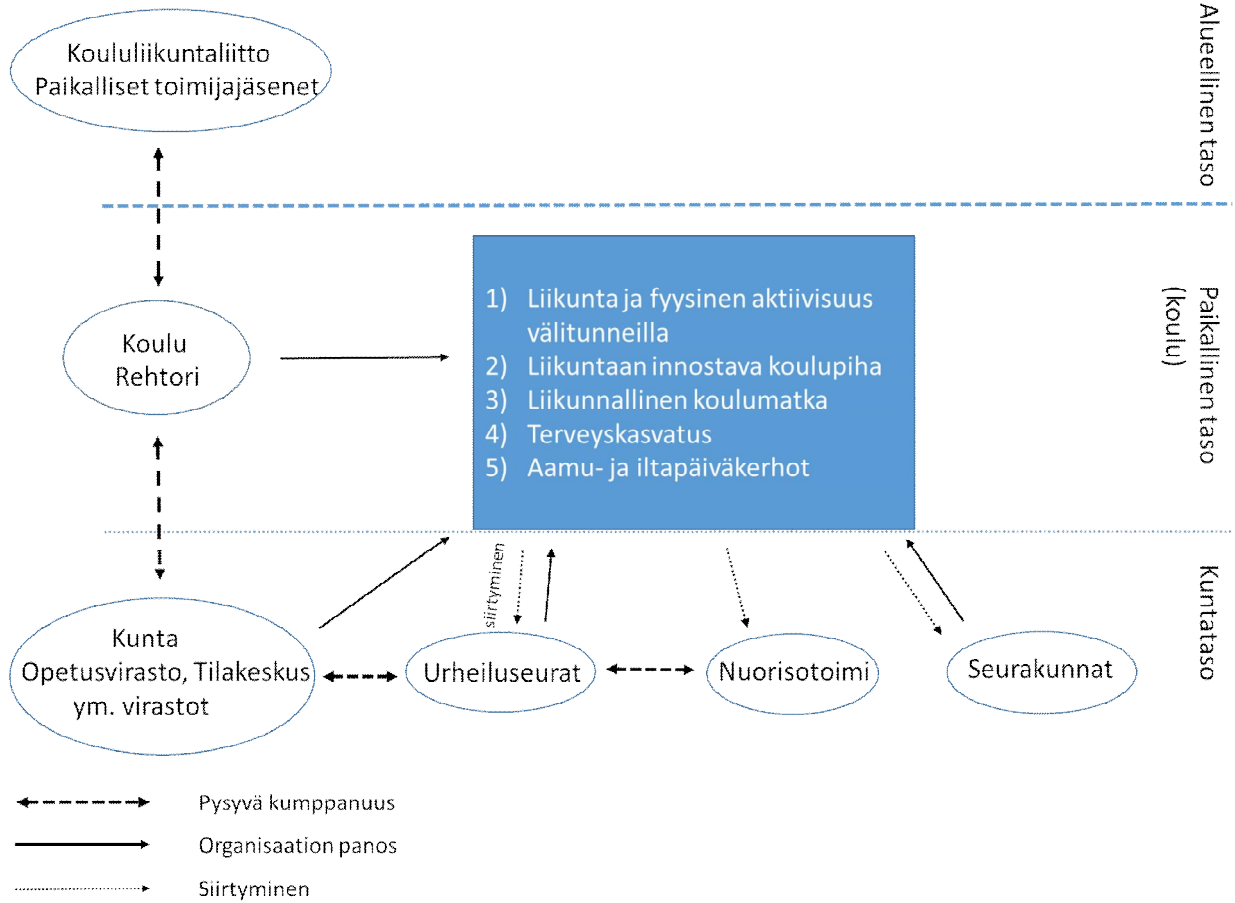 Koululiikuntaliitto
Paikalliset toimijajäsenet
Alueellinen taso
Koulu
Rehtori
1) Liikunta ja fyysinen aktiivisuus
välitunneilla
2) Liikuntaan innostava koulupiha
3) Liikunnallinen koulumatka
4) Terveyskasvatus
5) Aamu- ja iltapäiväkerhot
Paikallinen taso
(koulu)
siirtyminen
Kunta
Opetusvirasto, Tilakeskus
ym. virastot
Urheiluseurat
Nuorisotoimi
Seurakunnat
Kuntataso
Pysyvä kumppanuus
Organisaation panos
Siirtyminen